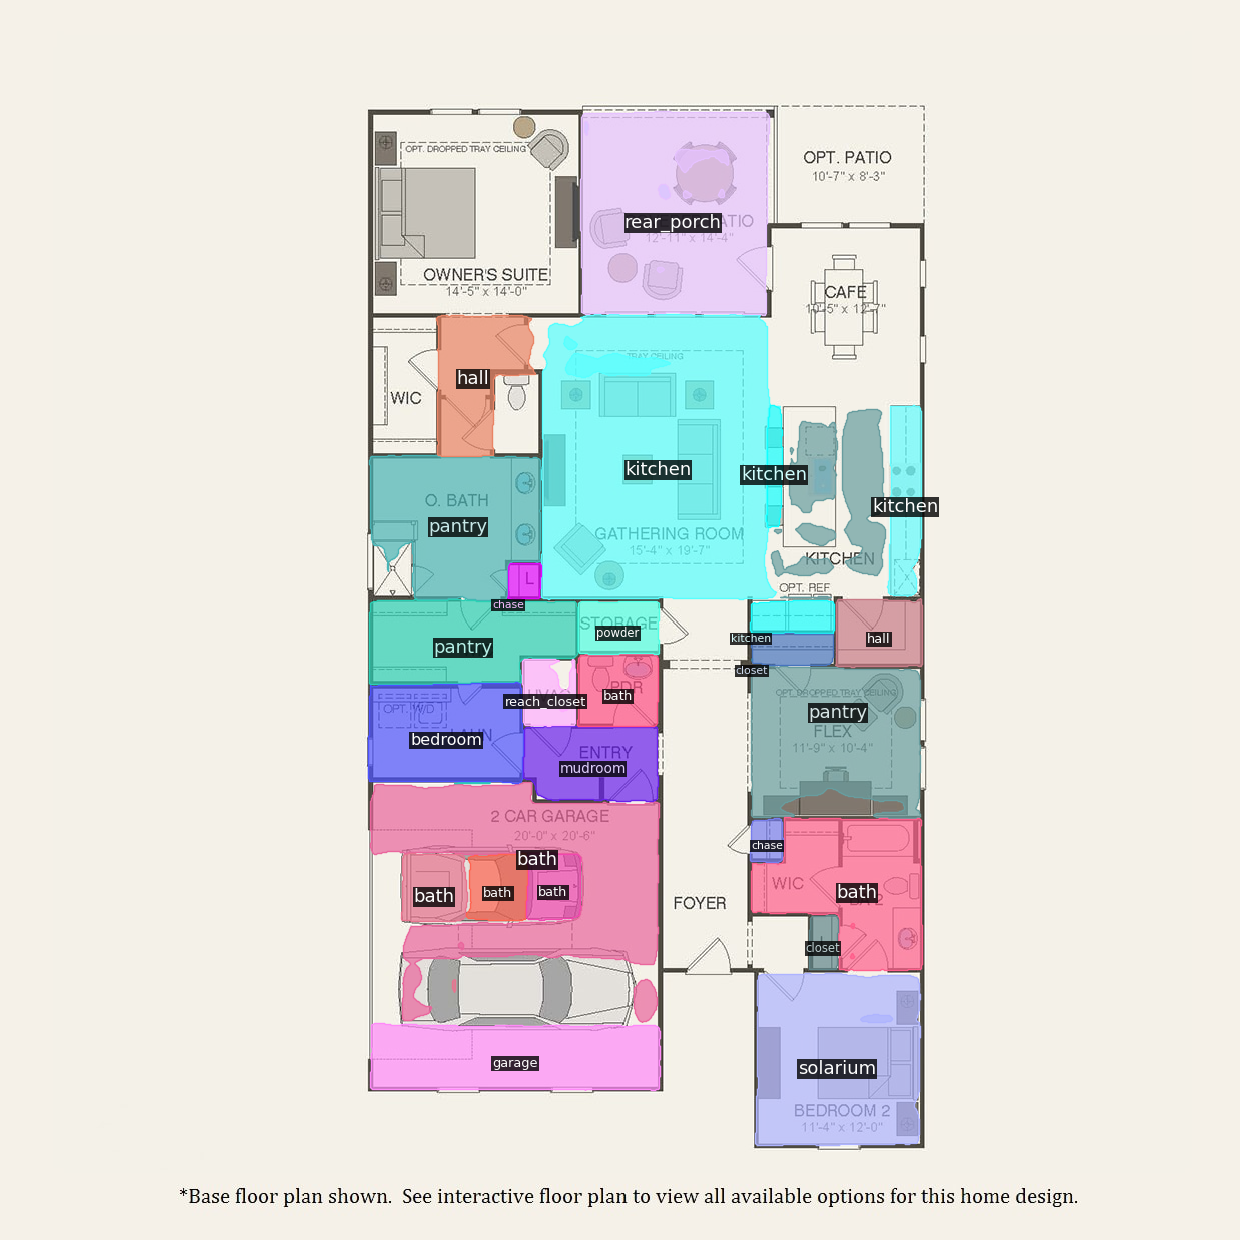 OPT. PATIO
10'-7" x 8'-3"
OPT. DROPPED TRAY CEILING
rear_porch
ATIO
12'-11" x 14'-4"
OWNER'S SUITE
14'-5" x 14'-0"
CAFE
10'-5" x 12'-7"
TRAY CEILING
hall
WIC
kitchen
kitchen
kitchen
O. BATH
pantry
GATHERING ROOM
15'-4" x 19'-7"
KITCHEN
L
OPT. REF
chase
STORAGE
powder
kitchen
hall
pantry
closet
OPT. DROPPED TRAY CEILING
PDR
bath
HVAC
reach_closet
OPT. W/D
pantry
FLEX
11'-9" x 10'-4"
bedroom
ENTRY
mudroom
2 CAR GARAGE
20'-0" x 20'-6"
chase
bath
bath
bath
bath
WIC
bath
FOYER
closet
garage
solarium
BEDROOM 2
11'-4" x 12'-0"
*Base floor plan shown. See interactive floor plan to view all available options for this home design.